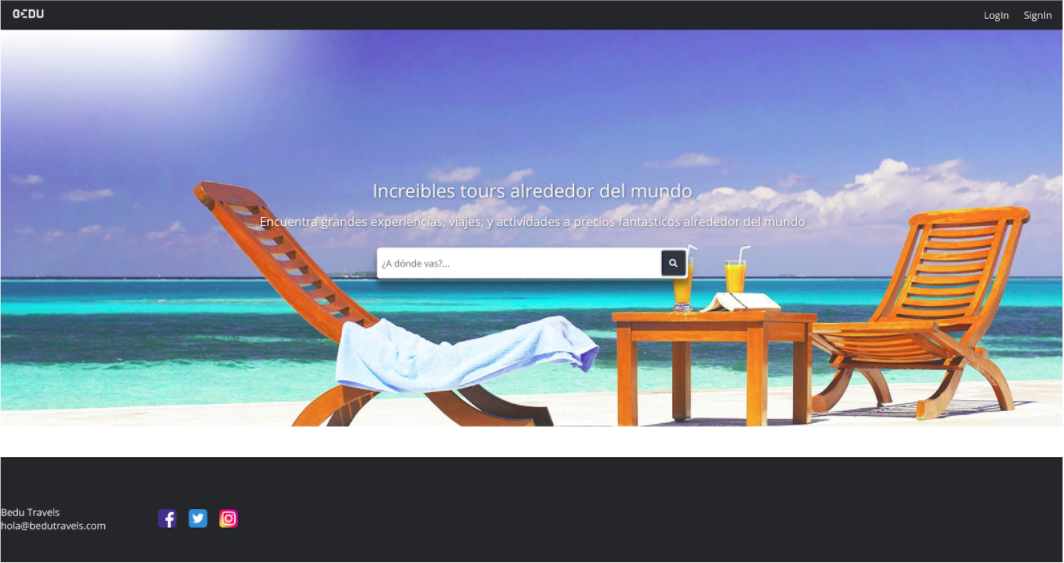 BEDU
LogIn SignIn
Increibles tours alrededor del mundo
Encuentra grandes experiencias, viajes, y actividades a precios fantasticos alrededor del mundo
¿A dónde vas?...
Bedu Travels
hola@bedutravels.com